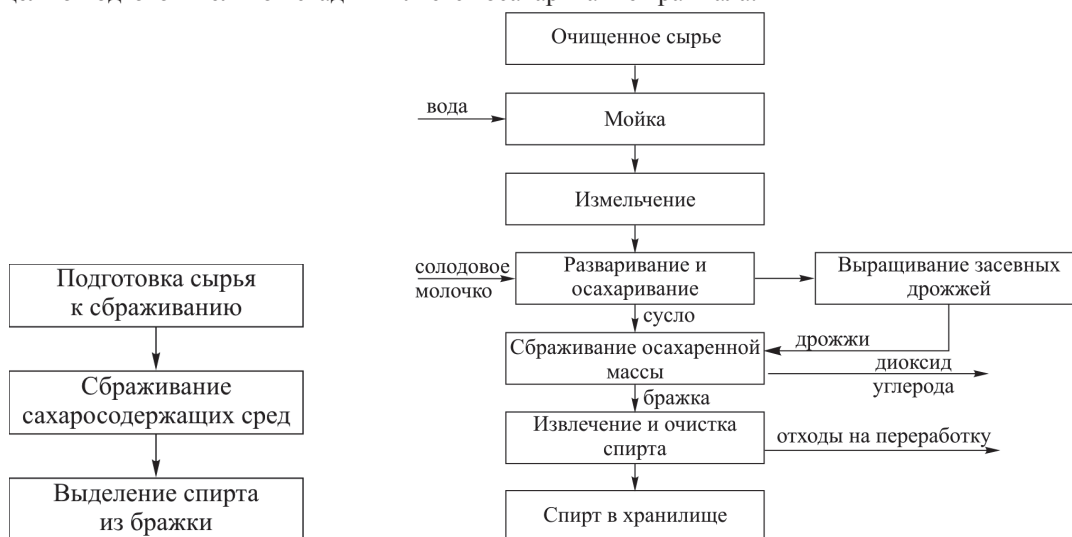 Подготовка сырья
к сбраживанию
Сбраживание
сахаросодержащих сред
Выделение спирта
из бражки
Очищенное сырье
вода
Мойка
Измельчение
солодовое
молочко
Разваривание и
осахаривание
Выращивание засевных
дрожжей
сусло
дрожжи
Сбраживание осахаренной
массы
диоксид
углерода
бражка
Извлечение и очистка
спирта
отходы на переработку
Спирт в хранилище